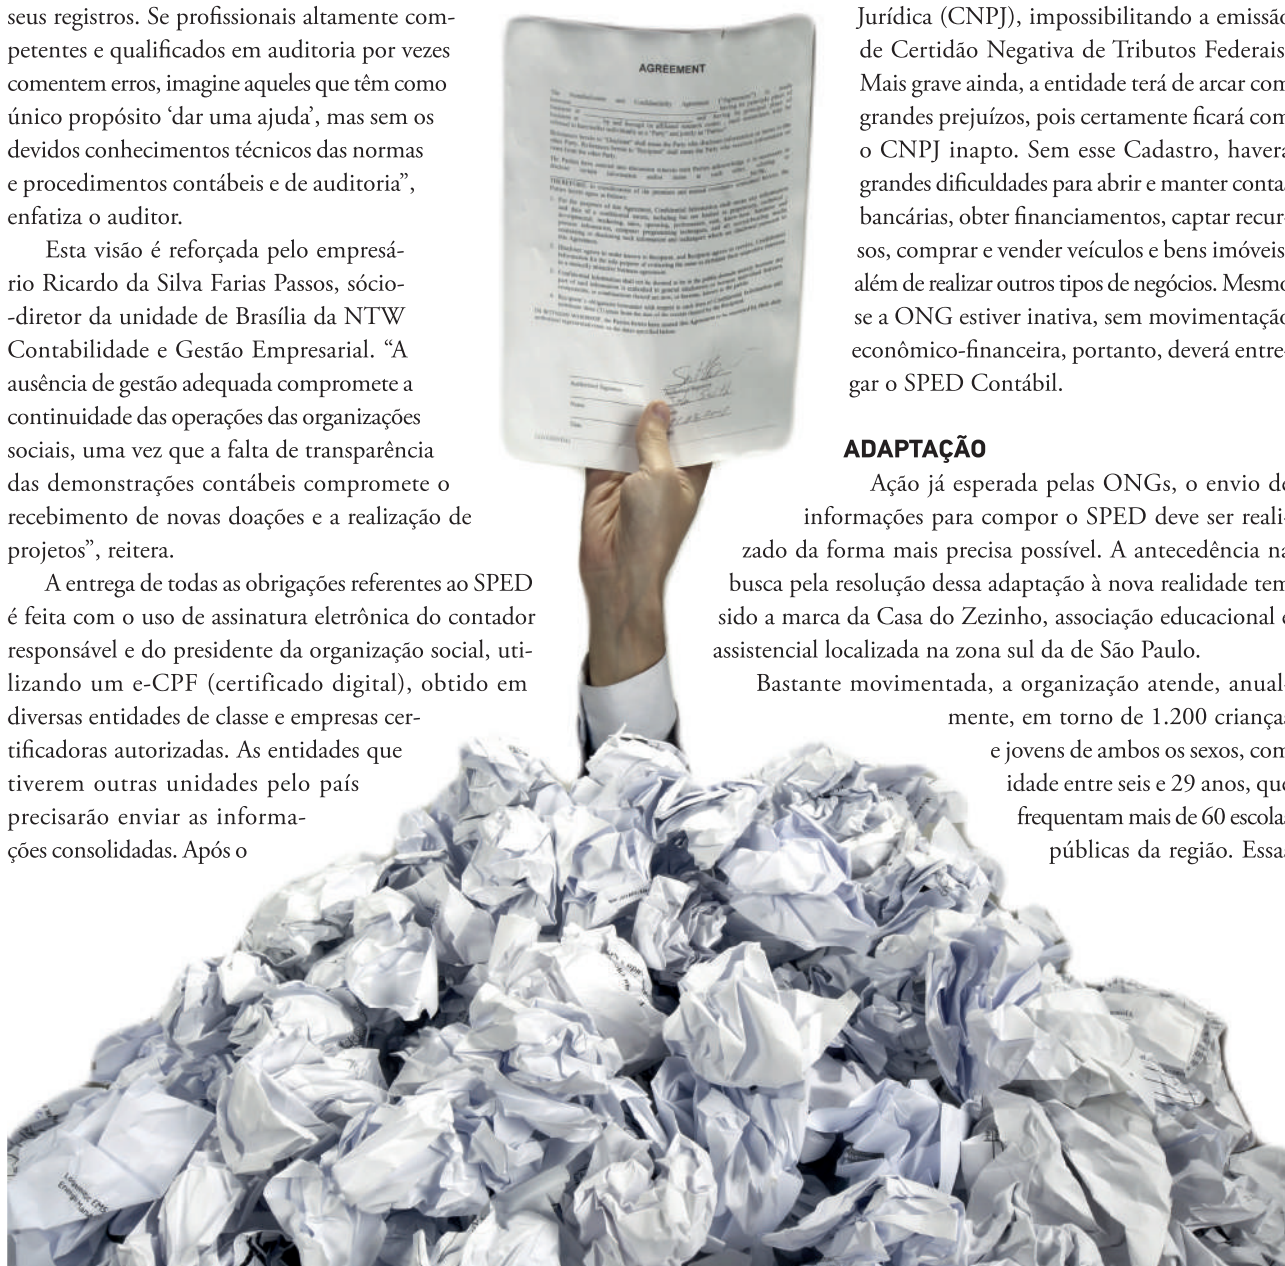 seus registros. Se profissionais altamente com-
petentes e qualificados em auditoria por vezes
comentem erros, imagine aqueles que têm como
único propósito ‘dar uma ajuda’, mas sem os
devidos conhecimentos técnicos das normas
e procedimentos contábeis e de auditoria”,
enfatiza o auditor.
Esta visão é reforçada pelo empresá-
rio Ricardo da Silva Farias Passos, sócio-
-diretor da unidade de Brasília da NTW
Contabilidade e Gestão Empresarial. “A
ausência de gestão adequada compromete a
continuidade das operações das organizações
sociais, uma vez que a falta de transparência
das demonstrações contábeis compromete o
recebimento de novas doações e a realização de
projetos”, reitera.
A entrega de todas as obrigações referentes ao SPED
é feita com o uso de assinatura eletrônica do contador
responsável e do presidente da organização social, uti-
lizando um e-CPF (certificado digital), obtido em
diversas entidades de classe e empresas cer-
tificadoras autorizadas. As entidades que
tiverem outras unidades pelo país
precisarão enviar as informa-
ções consolidadas. Após o
AGREEMENT
Jurídica (CNPJ), impossibilitando a emissão
de Certidão Negativa de Tributos Federais
Mais grave ainda, a entidade terá de arcar com
grandes prejuízos, pois certamente ficará com
o CNPJ inapto. Sem esse Cadastro, haverá
grandes dificuldades para abrir e manter conta
bancárias, obter financiamentos, captar recur-
sos, comprar e vender veículos e bens imóveis
além de realizar outros tipos de negócios. Mesmo
se a ONG estiver inativa, sem movimentação
econômico-financeira, portanto, deverá entre-
gar o SPED Contábil.
ADAPTAÇÃO
Ação já esperada pelas ONGs, o envio de
informações para compor o SPED deve ser reali-
zado da forma mais precisa possível. A antecedência na
busca pela resolução dessa adaptação à nova realidade tem
sido a marca da Casa do Zezinho, associação educacional e
assistencial localizada na zona sul da de São Paulo.
Bastante movimentada, a organização atende, anual-
mente, em torno de 1.200 crianças
e jovens de ambos os sexos, com
idade entre seis e 29 anos, que
frequentam mais de 60 escolas
públicas da região. Essas